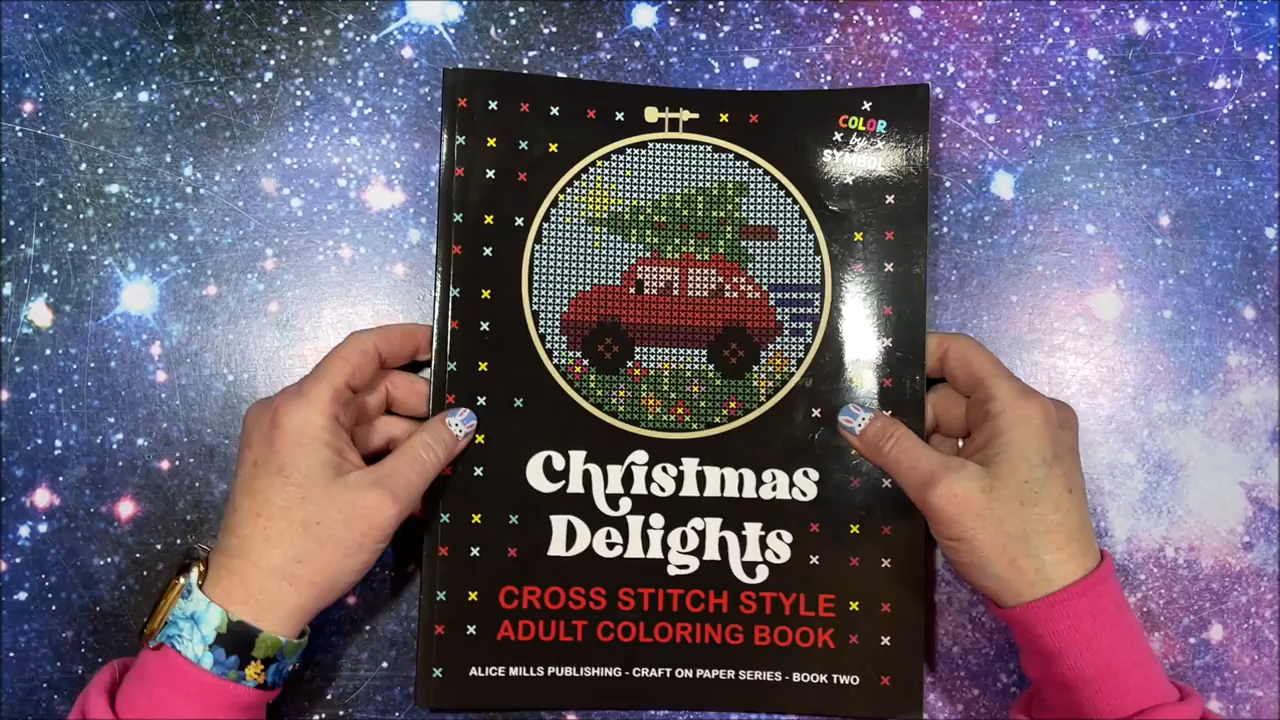 COLOR
by
SYMBOL
Christmas
Delights
CROSS STITCH STYLE
ADULT COLORING BOOK
ALICE MILLS PUBLISHING - CRAFT ON PAPER SERIES - BOOK TWO